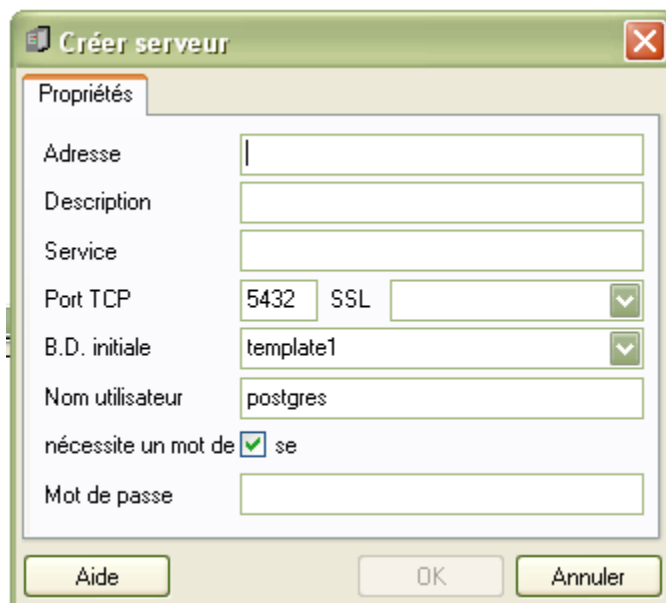 Créer serveur
Propriétés
Adresse
Description
Service
Port TCP 5432 SSL
B.D. initiale template1
Nom utilisateur postgres
nécessite un mot de se
Mot de passe
Aide OK Annuler